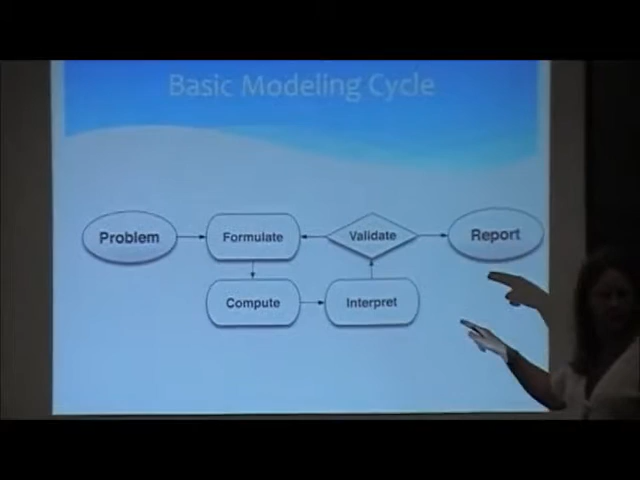 Basic Modeling Cycle
Problem
Formulate
Validate
Report
Compute
Interpret